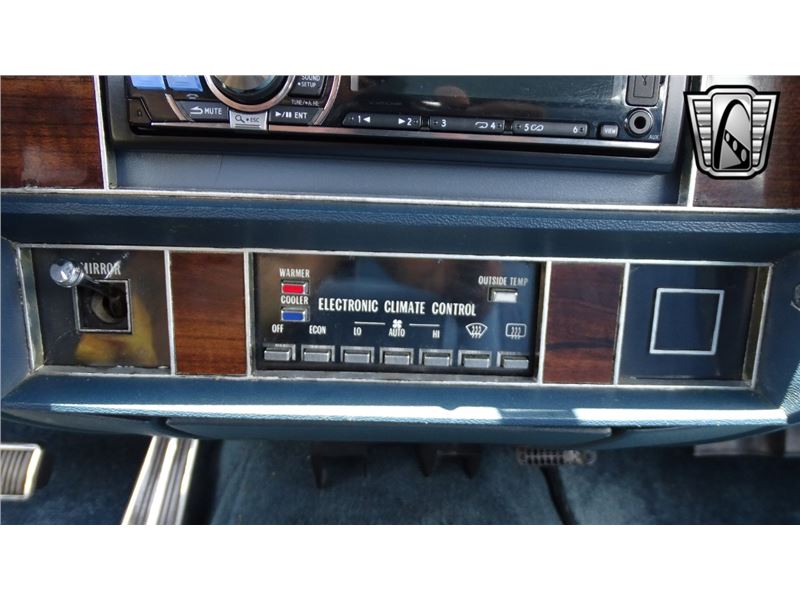 SOUND
SETUP
TUNE/
MUTE
ESC
ENT
1
2
3
4
5
6
VIEW
AUX
MIRROR
WARMER
COOLER
OUTSIDE TEMP
ELECTRONIC CLIMATE CONTROL
OFF ECON LO AUTO HI